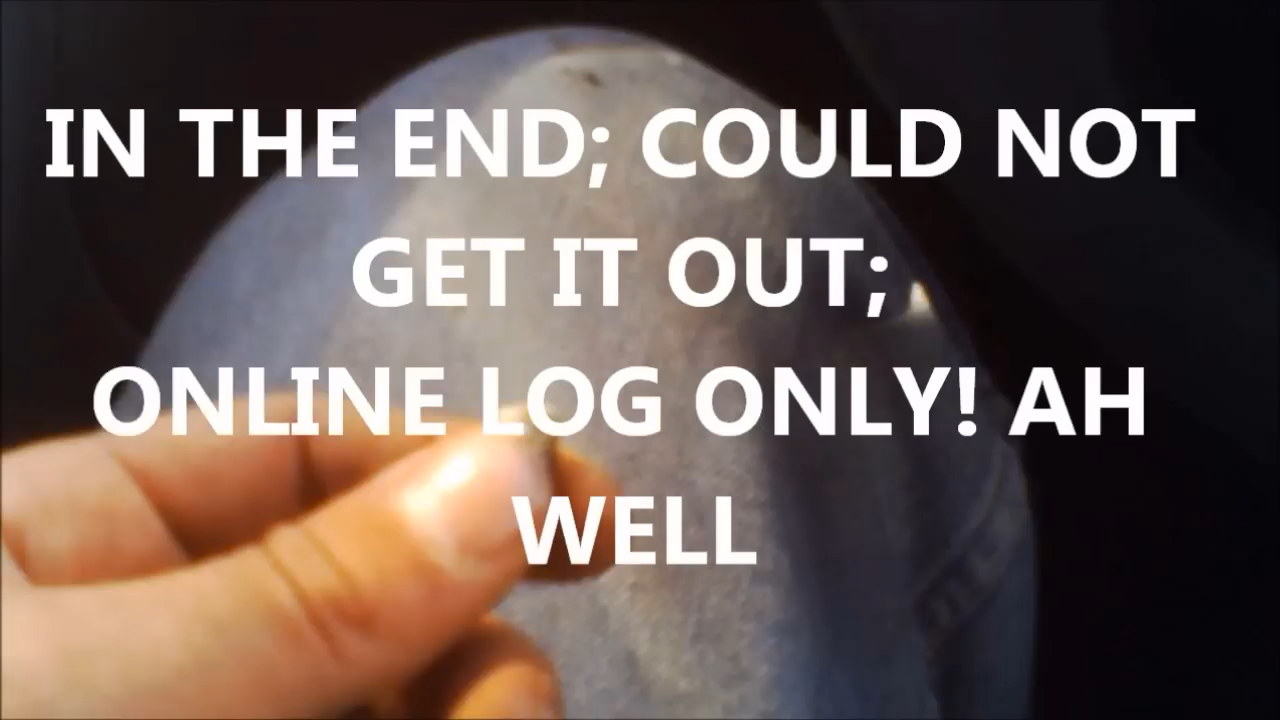 IN THE END; COULD NOT
GET IT OUT;
ONLINE LOG ONLY! AH
WELL